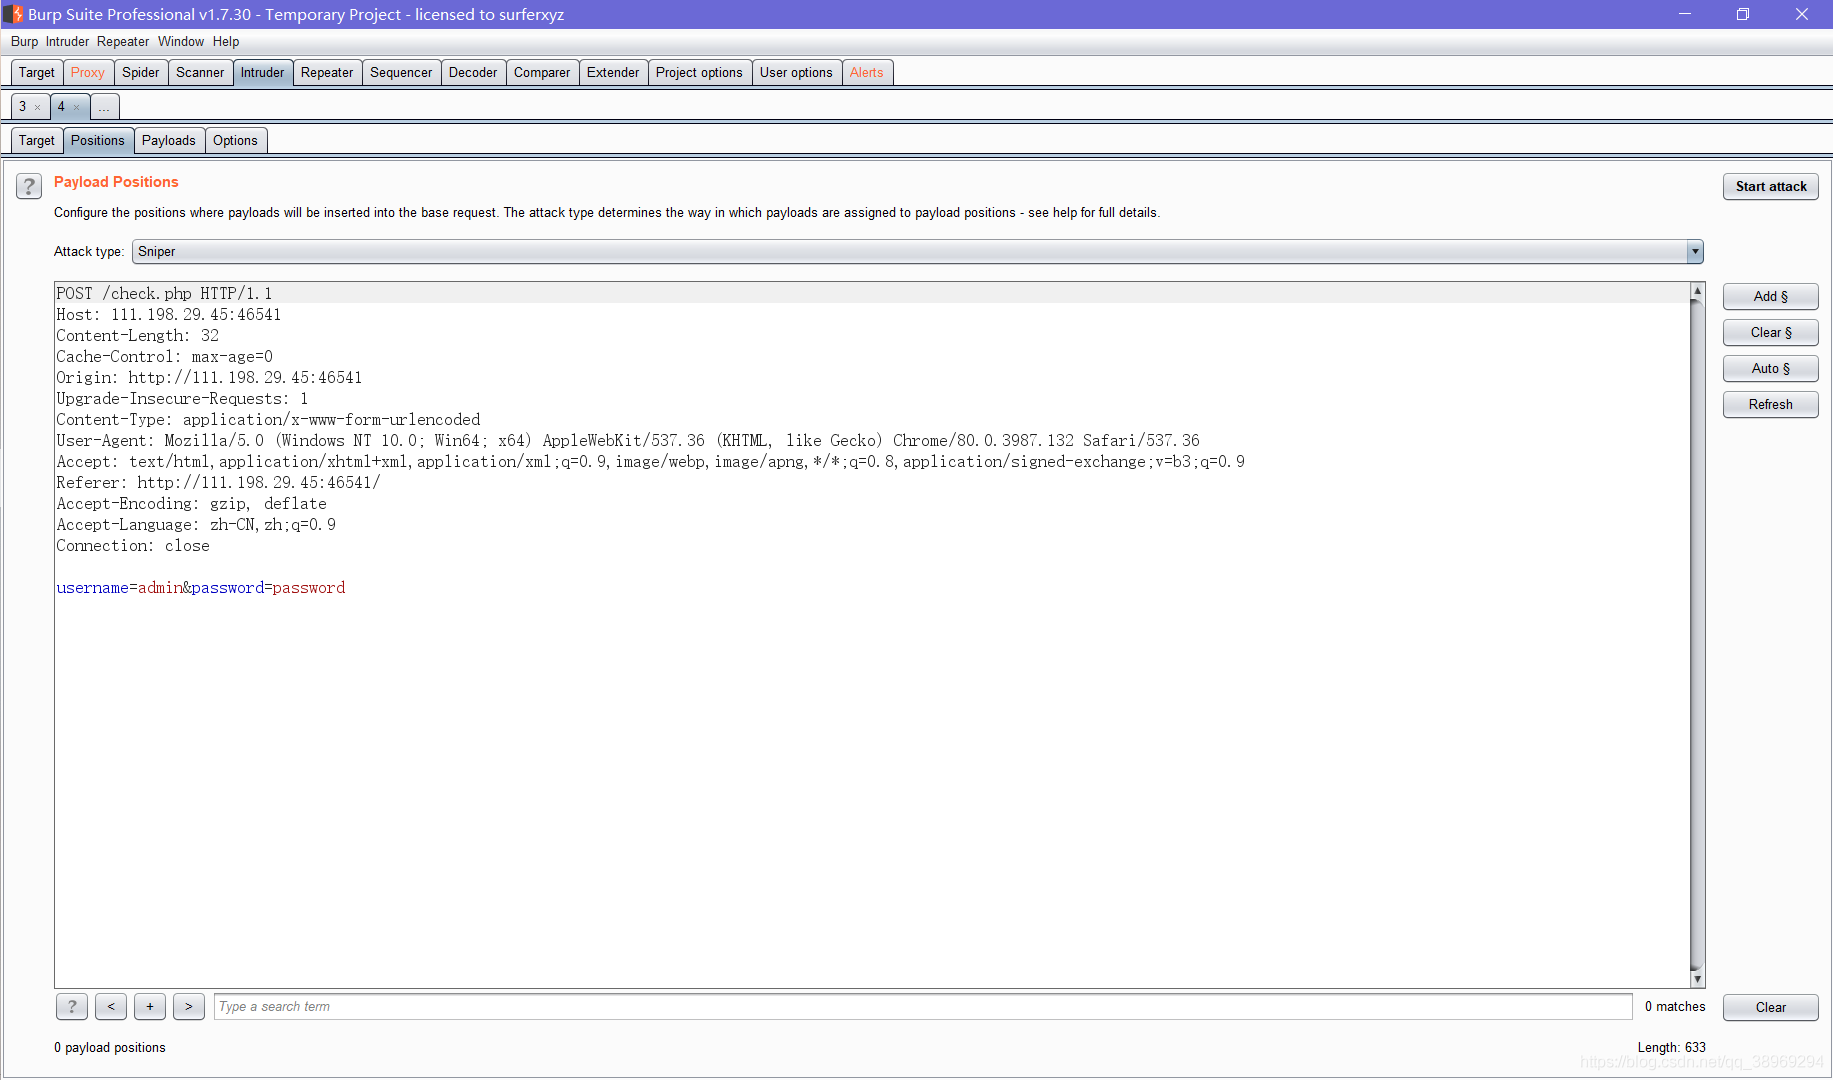 Burp Suite Professional v1.7.30 - Temporary Project - licensed to surferxyz
Burp Intruder Repeater Window Help
Target Proxy Spider Scanner Intruder Repeater Sequencer Decoder Comparer Extender Project options User options Alerts
3 × 4 × ...
Target Positions Payloads Options
? Payload Positions
Start attack
Configure the positions where payloads will be inserted into the base request. The attack type determines the way in which payloads are assigned to payload positions - see help for full details.
Attack type: Sniper
POST /check.php HTTP/1.1
Add §
Host: 111.198.29.45:46541
Content-Length: 32
Clear §
Cache-Control: max-age=0
Origin: http://111.198.29.45:46541
Auto §
Upgrade-Insecure-Requests: 1
Refresh
Content-Type: application/x-www-form-urlencoded
User-Agent: Mozilla/5.0 (Windows NT 10.0; Win64; x64) AppleWebKit/537.36 (KHTML, like Gecko) Chrome/80.0.3987.132 Safari/537.36
Accept: text/html,application/xhtml+xml,application/xml;q=0.9,image/webp,image/apng,*/*;q=0.8,application/signed-exchange;v=b3;q=0.9
Referer: http://111.198.29.45:46541/
Accept-Encoding: gzip, deflate
Accept-Language: zh-CN,zh;q=0.9
Connection: close
username=admin&password=password
? < + > Type a search term 0 matches Clear
0 payload positions Length: 633
https://blog.csdn.net/qq_38969294